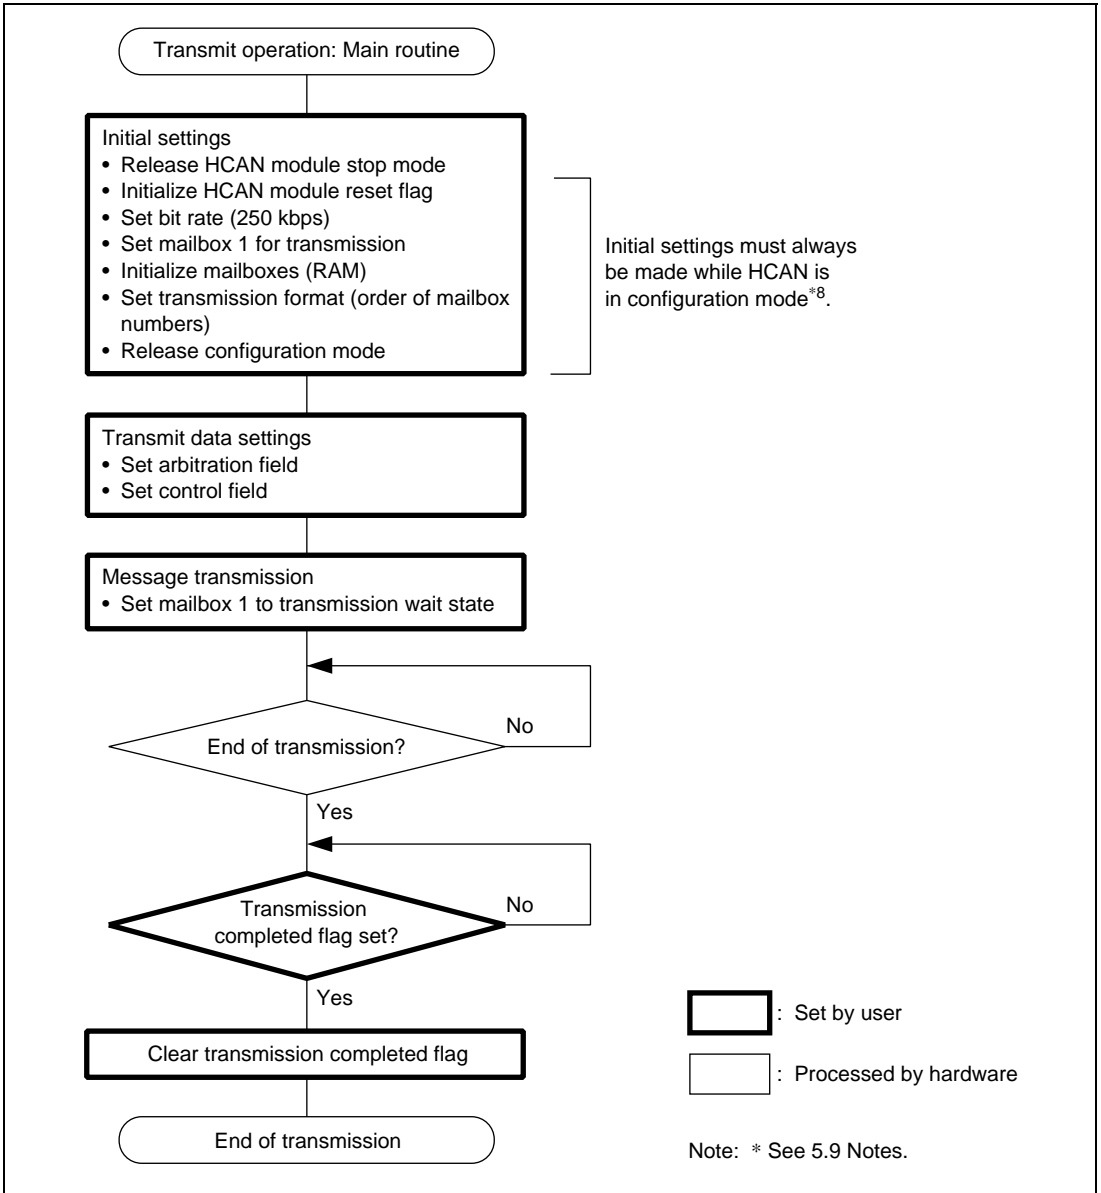 Transmit operation: Main routine
Initial settings
• Release HCAN module stop mode
• Initialize HCAN module reset flag
• Set bit rate (250 kbps)
• Set mailbox 1 for transmission
• Initialize mailboxes (RAM)
• Set transmission format (order of mailbox
numbers)
• Release configuration mode
Initial settings must always
be made while HCAN is
in configuration mode*8.
Transmit data settings
• Set arbitration field
• Set control field
Message transmission
• Set mailbox 1 to transmission wait state
End of transmission?
No
Yes
Transmission
completed flag set?
No
Yes
Clear transmission completed flag
End of transmission
: Set by user
: Processed by hardware
Note: * See 5.9 Notes.